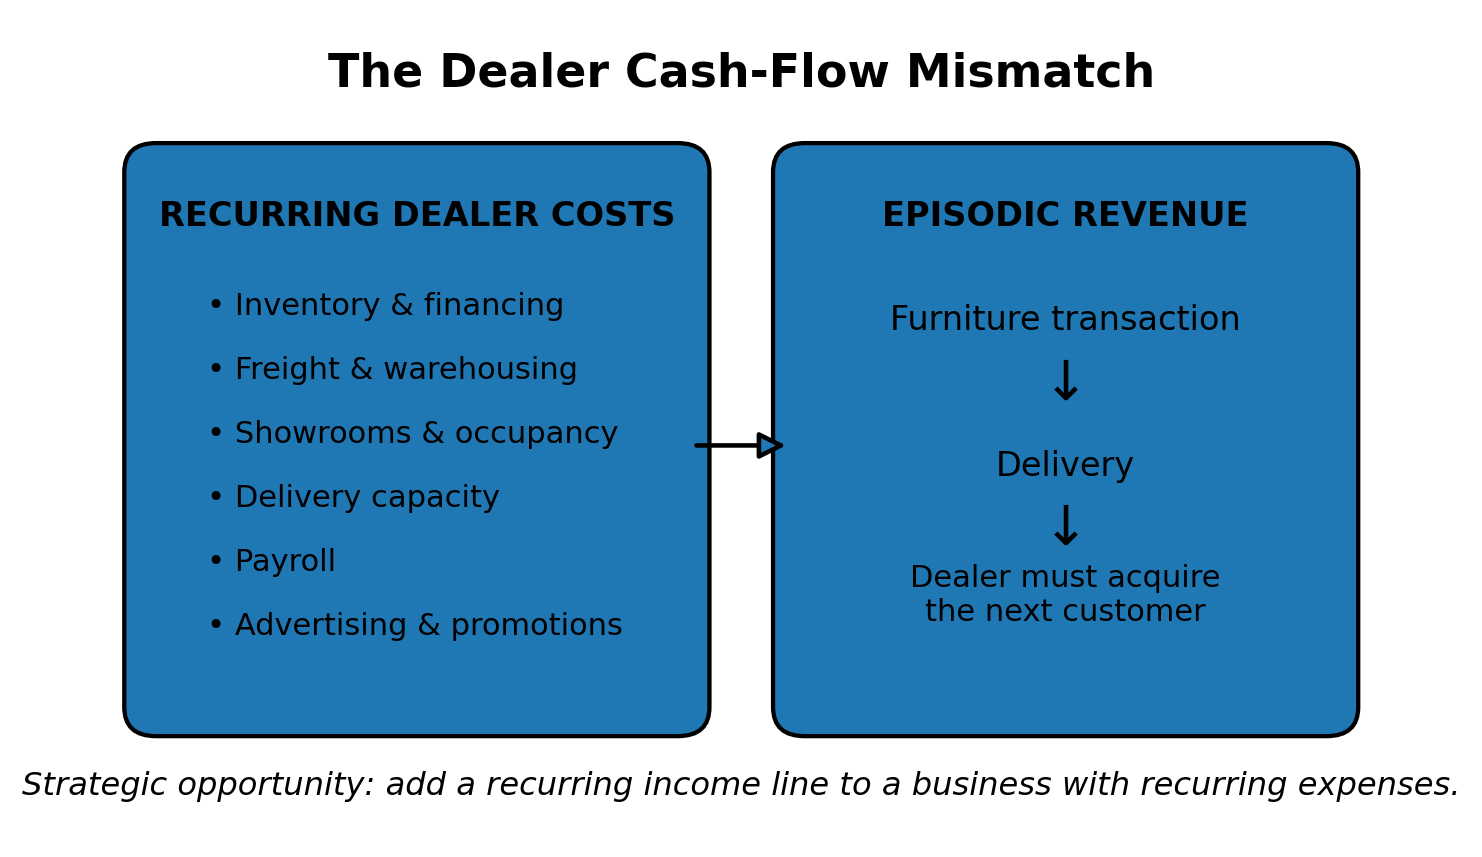 The Dealer Cash-Flow Mismatch
RECURRING DEALER COSTS
• Inventory & financing
• Freight & warehousing
• Showrooms & occupancy
• Delivery capacity
• Payroll
• Advertising & promotions
EPISODIC REVENUE
Furniture transaction
↓
Delivery
↓
Dealer must acquire
the next customer
Strategic opportunity: add a recurring income line to a business with recurring expenses.